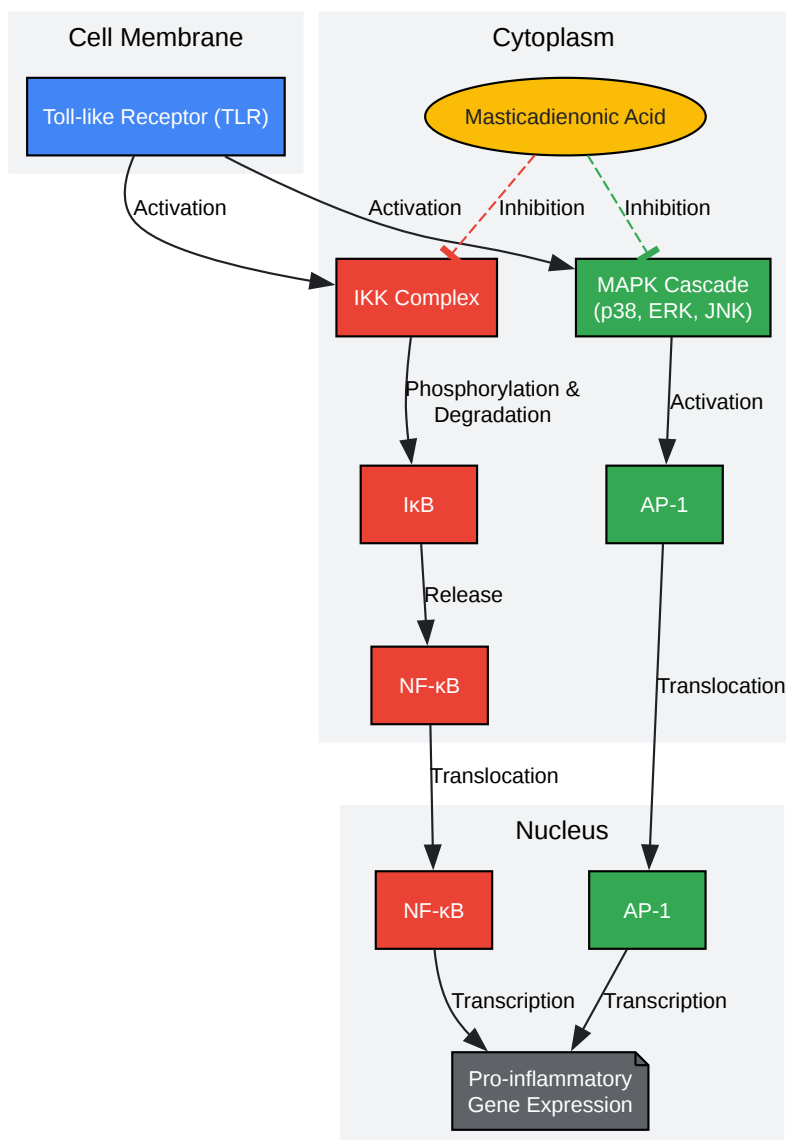 Cell Membrane
Cytoplasm
Toll-like Receptor (TLR)
Masticadienonic Acid
Activation
Activation
Inhibition
Inhibition
IKK Complex
MAPK Cascade
(p38, ERK, JNK)
Phosphorylation &
Degradation
Activation
IκB
AP-1
Release
NF-κB
Translocation
Translocation
Nucleus
NF-κB
AP-1
Transcription
Transcription
Pro-inflammatory
Gene Expression